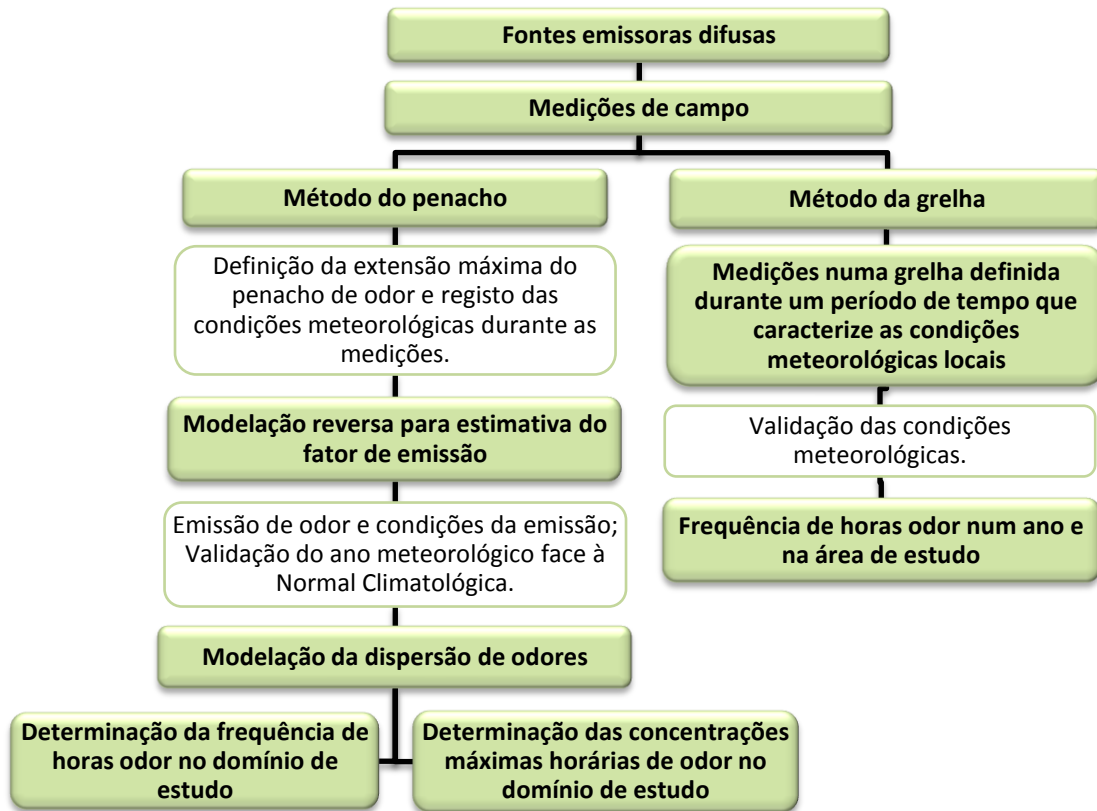 Fontes emissoras difusas
Medições de campo
Método do penacho
Definição da extensão máxima do
penacho de odor e registo das
condições meteorológicas durante as
medições.
Modelação reversa para estimativa do
fator de emissão
Emissão de odor e condições da emissão;
Validação do ano meteorológico face à
Normal Climatológica.
Modelação da dispersão de odores
Determinação da frequência de
horas odor no domínio de
estudo
Determinação das concentrações
máximas horárias de odor no
domínio de estudo
Método da grelha
Medições numa grelha definida
durante um período de tempo que
caracterize as condições
meteorológicas locais
Validação das condições
meteorológicas.
Frequência de horas odor num ano e
na área de estudo